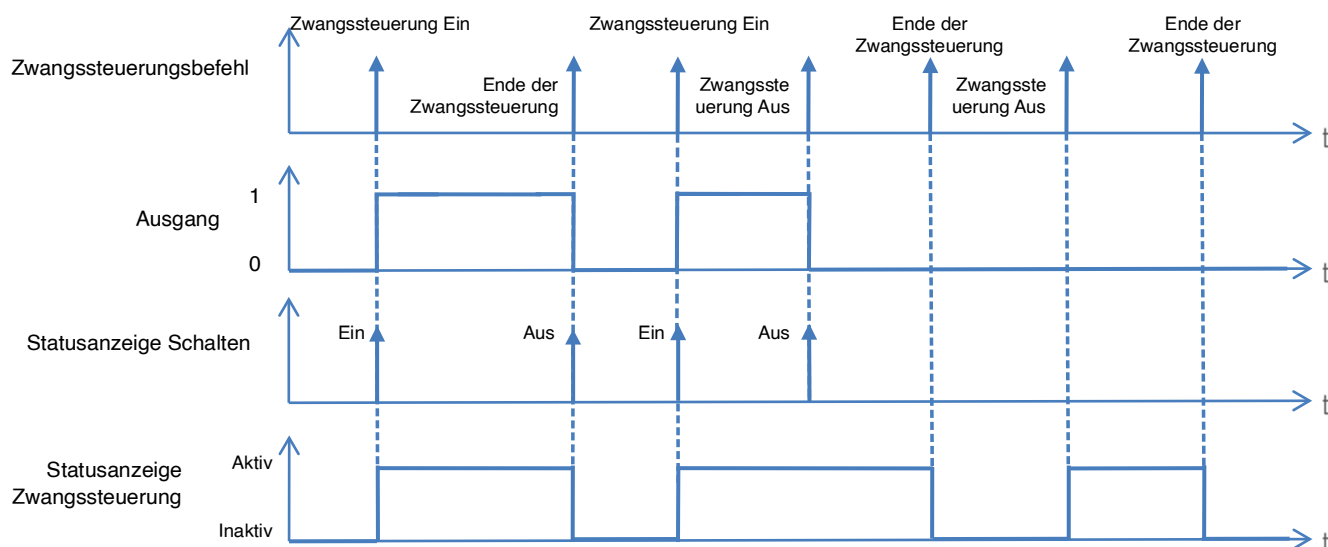 Zwangssteuerung Ein
Zwangssteuerung Ein
Ende der
Zwangssteuerung
Ende der
Zwangssteuerung
Zwangssteuerungsbefehl
Ende der
Zwangssteuerung
Zwangsste
uerung Aus
Zwangsste
uerung Aus
t
Ausgang
1
0
t
Statusanzeige Schalten
Ein
Aus
Ein
Aus
t
Statusanzeige
Zwangssteuerung
Aktiv
Inaktiv
t